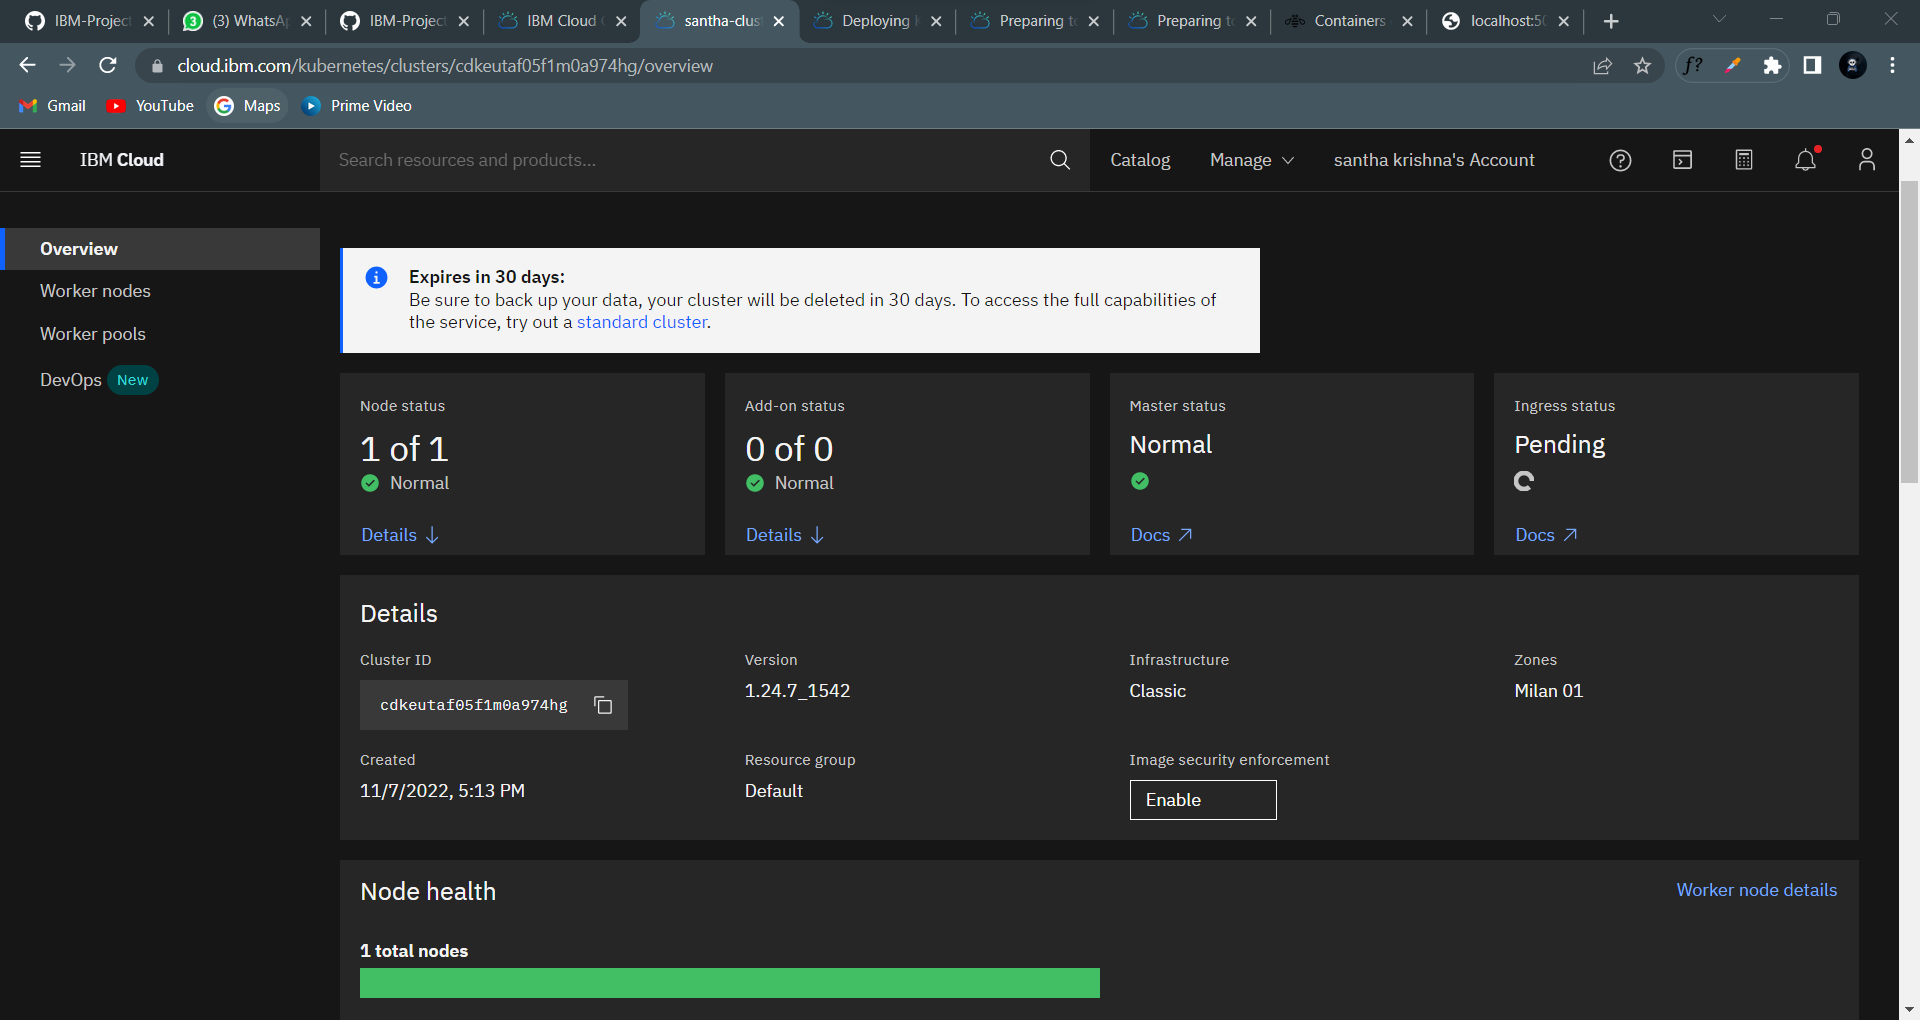 IBM-Project
(3) WhatsAp
IBM-Project
IBM Cloud
santha-clus
Deploying
Preparing to
Preparing to
Containers
localhost:50
cloud.ibm.com/kubernetes/clusters/cdkeutaf05f1m0a974hg/overview
f?
Gmail
YouTube
Maps
Prime Video
IBM Cloud
Search resources and products...
Catalog
Manage
santha krishna's Account
Overview
Worker nodes
Worker pools
DevOps New
Expires in 30 days:
Be sure to back up your data, your cluster will be deleted in 30 days. To access the full capabilities of
the service, try out a standard cluster.
Node status
1 of 1
Normal
Details
Add-on status
0 of 0
Normal
Details
Master status
Normal
Docs
Ingress status
Pending
Docs
Details
Cluster ID
cdkeutaf05f1m0a974hg
Version
1.24.7_1542
Infrastructure
Classic
Zones
Milan 01
Created
11/7/2022, 5:13 PM
Resource group
Default
Image security enforcement
Enable
Node health
Worker node details
1 total nodes